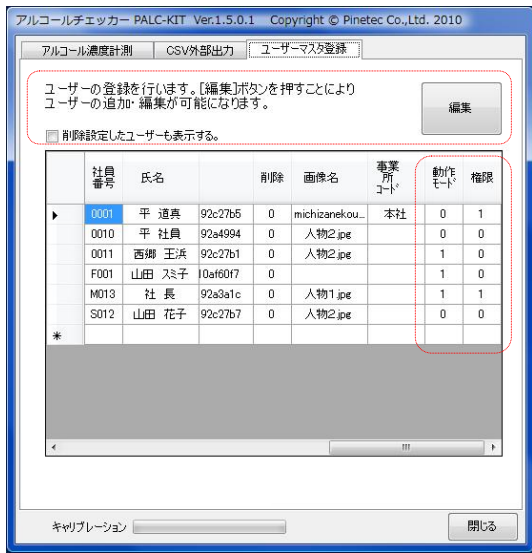 アルコールチェッカー PALC-KIT Ver.1.5.0.1 Copyright © Pinetec Co.,Ltd. 2010
アルコール濃度計測 CSV外部出力 ユーザーマスタ登録
ユーザーの登録を行います。[編集]ボタンを押すことにより
ユーザーの追加・編集が可能になります。
編集
削除設定したユーザーも表示する。
社員番号 氏名 削除 画像名 事業所コード 動作モード 権限
0001 平 道真 92c27b5 0 michizanekou... 本社 0 1
0010 平 社員 92a4994 0 人物2.jpg 0 0
0011 西郷 王浜 92c27b1 0 人物2.jpg 1 0
F001 山田 スミ子 10af60f7 0 1 0
M013 社 長 92a3a1c 0 人物1.jpg 1 1
S012 山田 花子 92c27b7 0 人物2.jpg 0 0
キャリブレーション 閉じる